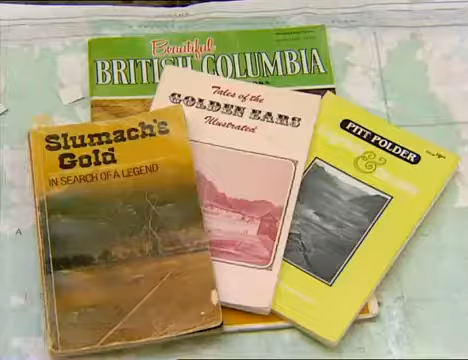 Beautiful
BRITISH COLUMBIA
Tales of the
GOLDEN EARS
Illustrated
Slumach's
Gold
IN SEARCH OF A LEGEND
PITT POLDER
&